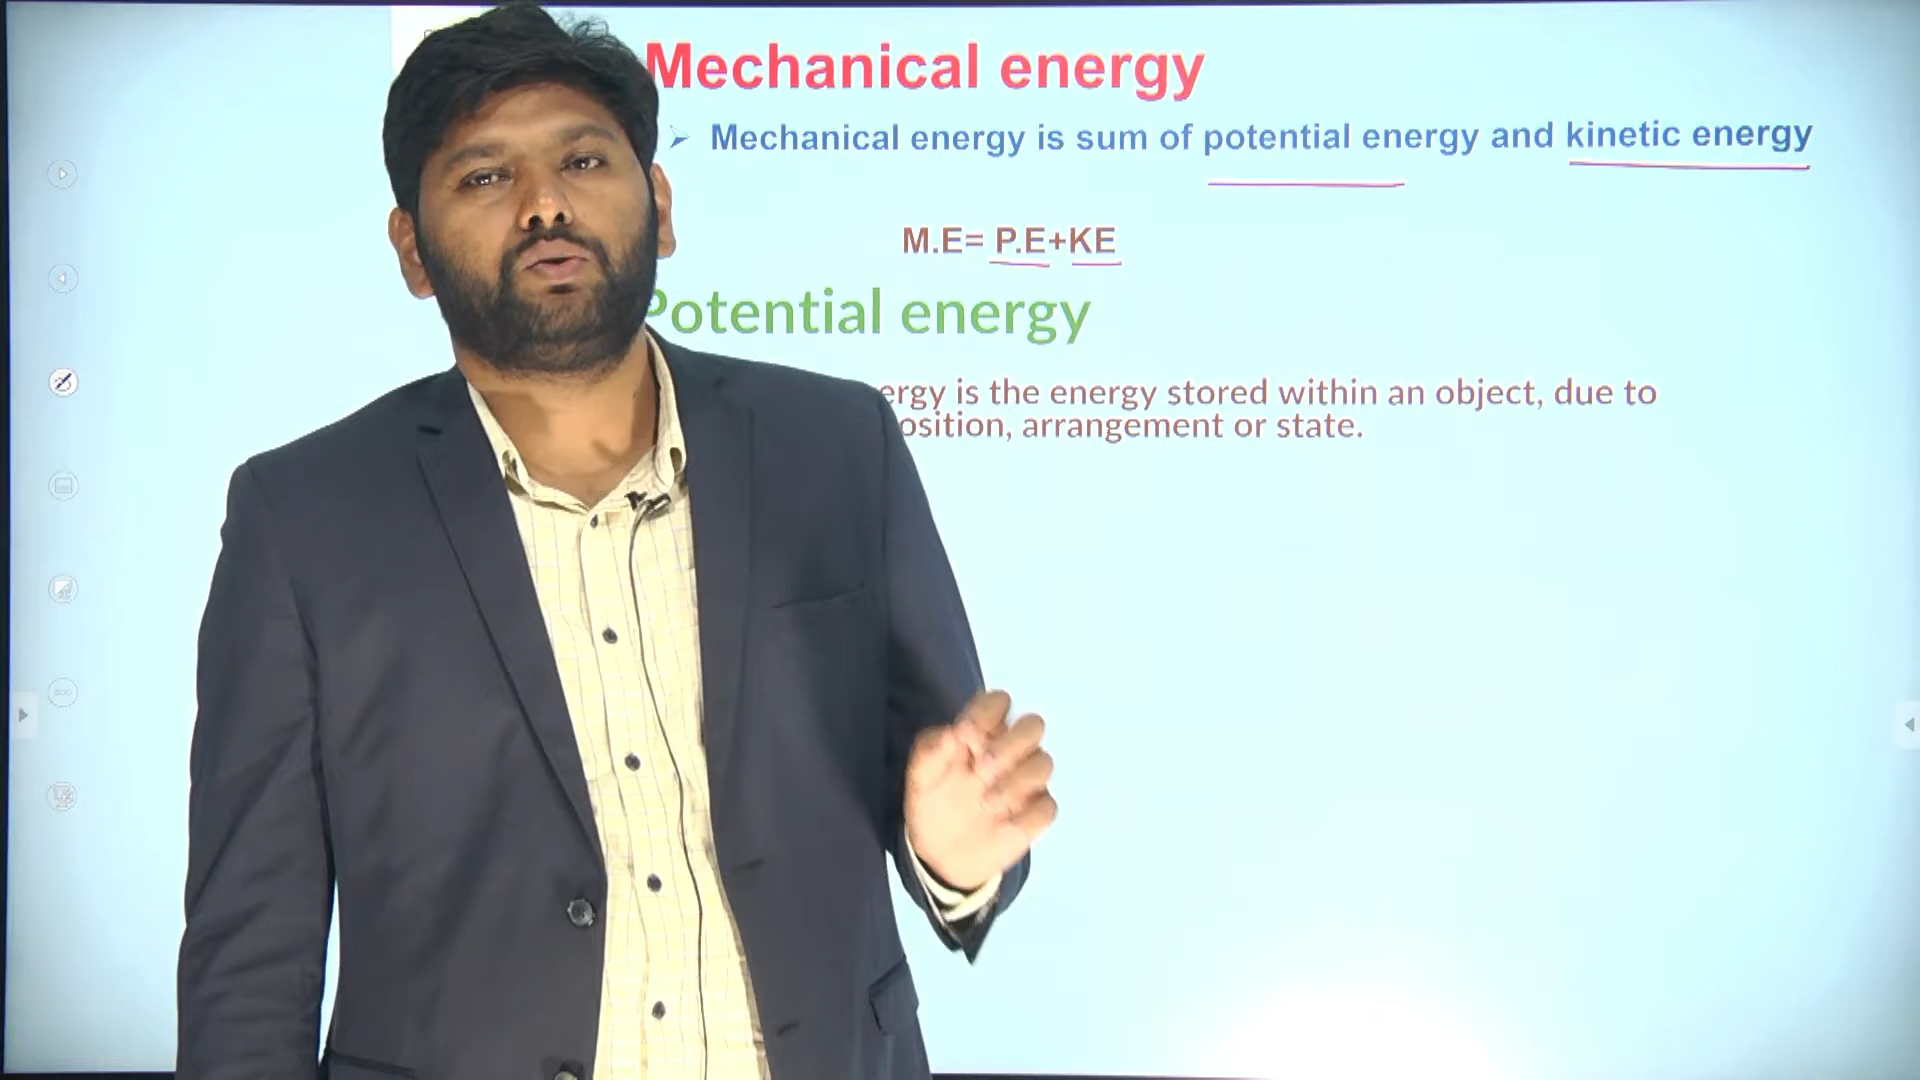 Mechanical energy
Mechanical energy is sum of potential energy and kinetic energy
M.E= P.E+KE
Potential energy
ergy is the energy stored within an object, due to
osition, arrangement or state.